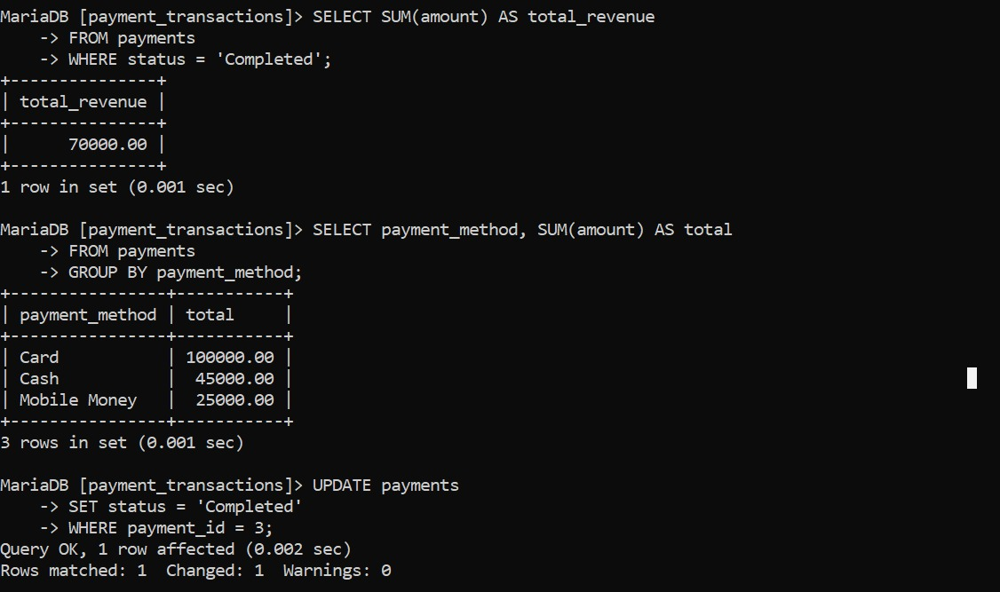 MariaDB [payment_transactions]> SELECT SUM(amount) AS total_revenue
    -> FROM payments
    -> WHERE status = 'Completed';
+---------------+
| total_revenue |
+---------------+
|      70000.00 |
+---------------+
1 row in set (0.001 sec)

MariaDB [payment_transactions]> SELECT payment_method, SUM(amount) AS total
    -> FROM payments
    -> GROUP BY payment_method;
+----------------+-----------+
| payment_method | total     |
+----------------+-----------+
| Card           | 100000.00 |
| Cash           |  45000.00 |
| Mobile Money   |  25000.00 |
+----------------+-----------+
3 rows in set (0.001 sec)

MariaDB [payment_transactions]> UPDATE payments
    -> SET status = 'Completed'
    -> WHERE payment_id = 3;
Query OK, 1 row affected (0.002 sec)
Rows matched: 1  Changed: 1  Warnings: 0